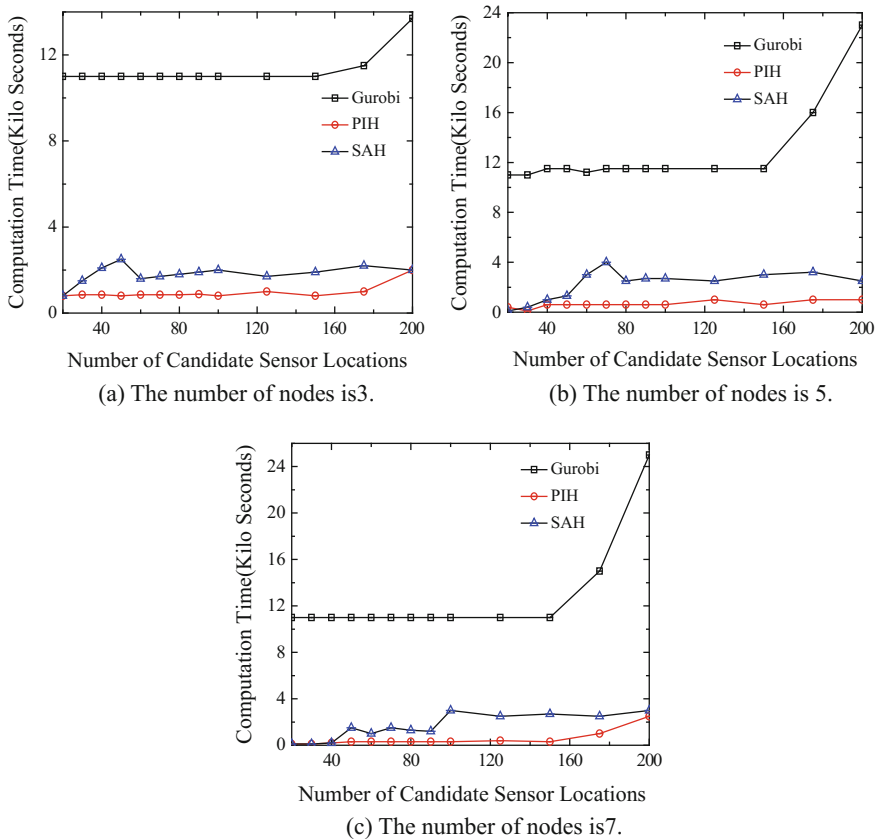 12
8
4
0
40 80 120 160 200
Computation Time(Kilo Seconds)
Number of Candidate Sensor Locations
Gurobi
PIH
SAH
(a) The number of nodes is3.
24
20
16
12
8
4
0
40 80 120 160 200
Computation Time(Kilo Seconds)
Number of Candidate Sensor Locations
Gurobi
PIH
SAH
(b) The number of nodes is 5.
24
20
16
12
8
4
0
40 80 120 160 200
Computation Time(Kilo Seconds)
Number of Candidate Sensor Locations
Gurobi
PIH
SAH
(c) The number of nodes is7.